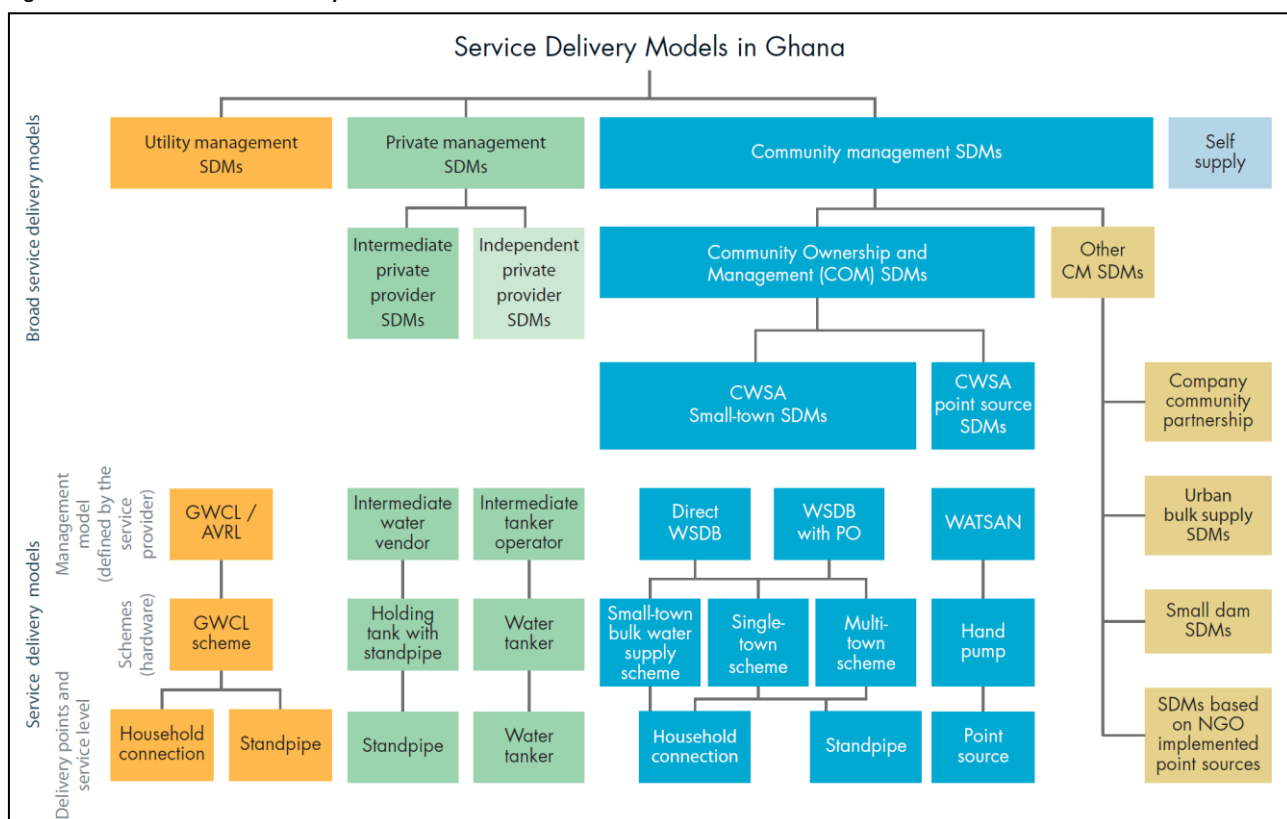 Service Delivery Models in Ghana
Broad service delivery models
Utility management
SDMs
Private management
SDMs
Community management SDMs
Self
supply
Intermediate
private
provider
SDMs
Independent
private
provider
SDMs
Community Ownership and
Management (COM) SDMs
Other
CM SDMs
CWSA
Small-town SDMs
CWSA
point source
SDMs
Company
community
partnership
Urban
bulk supply
SDMs
Small dam
SDMs
SDMs based
on NGO
implemented
point sources
Service delivery models
Management
model
(defined by the
service
provider)
GWCL /
AVRL
Intermediate
water
vendor
Intermediate
tanker
operator
Direct
WSDB
WSDB
with PO
WATSAN
Schemes
(hardware)
GWCL
scheme
Holding
tank with
standpipe
Water
tanker
Small-town
bulk water
supply
scheme
Single-
town
scheme
Multi-
town
scheme
Hand
pump
Delivery points and
service level
Household
connection
Standpipe
Standpipe
Water
tanker
Household
connection
Standpipe
Point
source